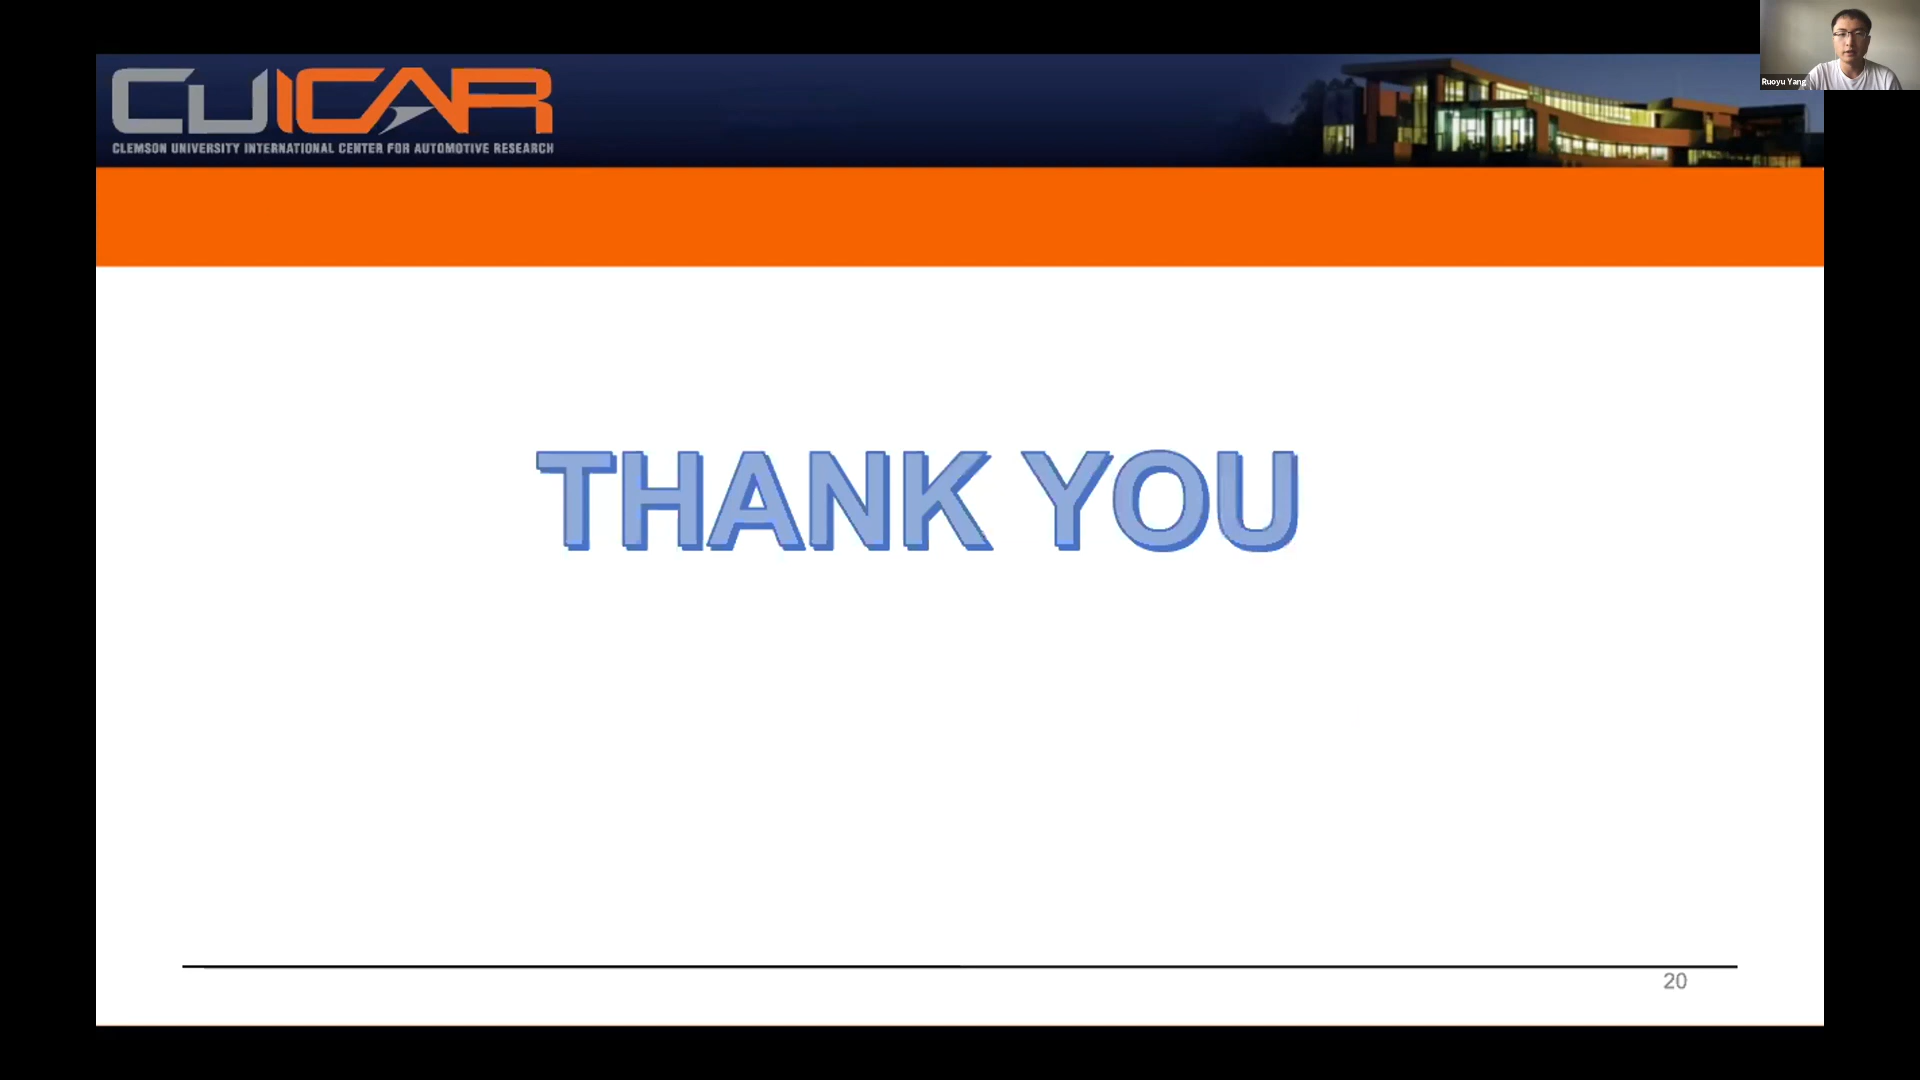 CUICAR
CLEMSON UNIVERSITY INTERNATIONAL CENTER FOR AUTOMOTIVE RESEARCH
Ruoyu Yang
THANK YOU
20